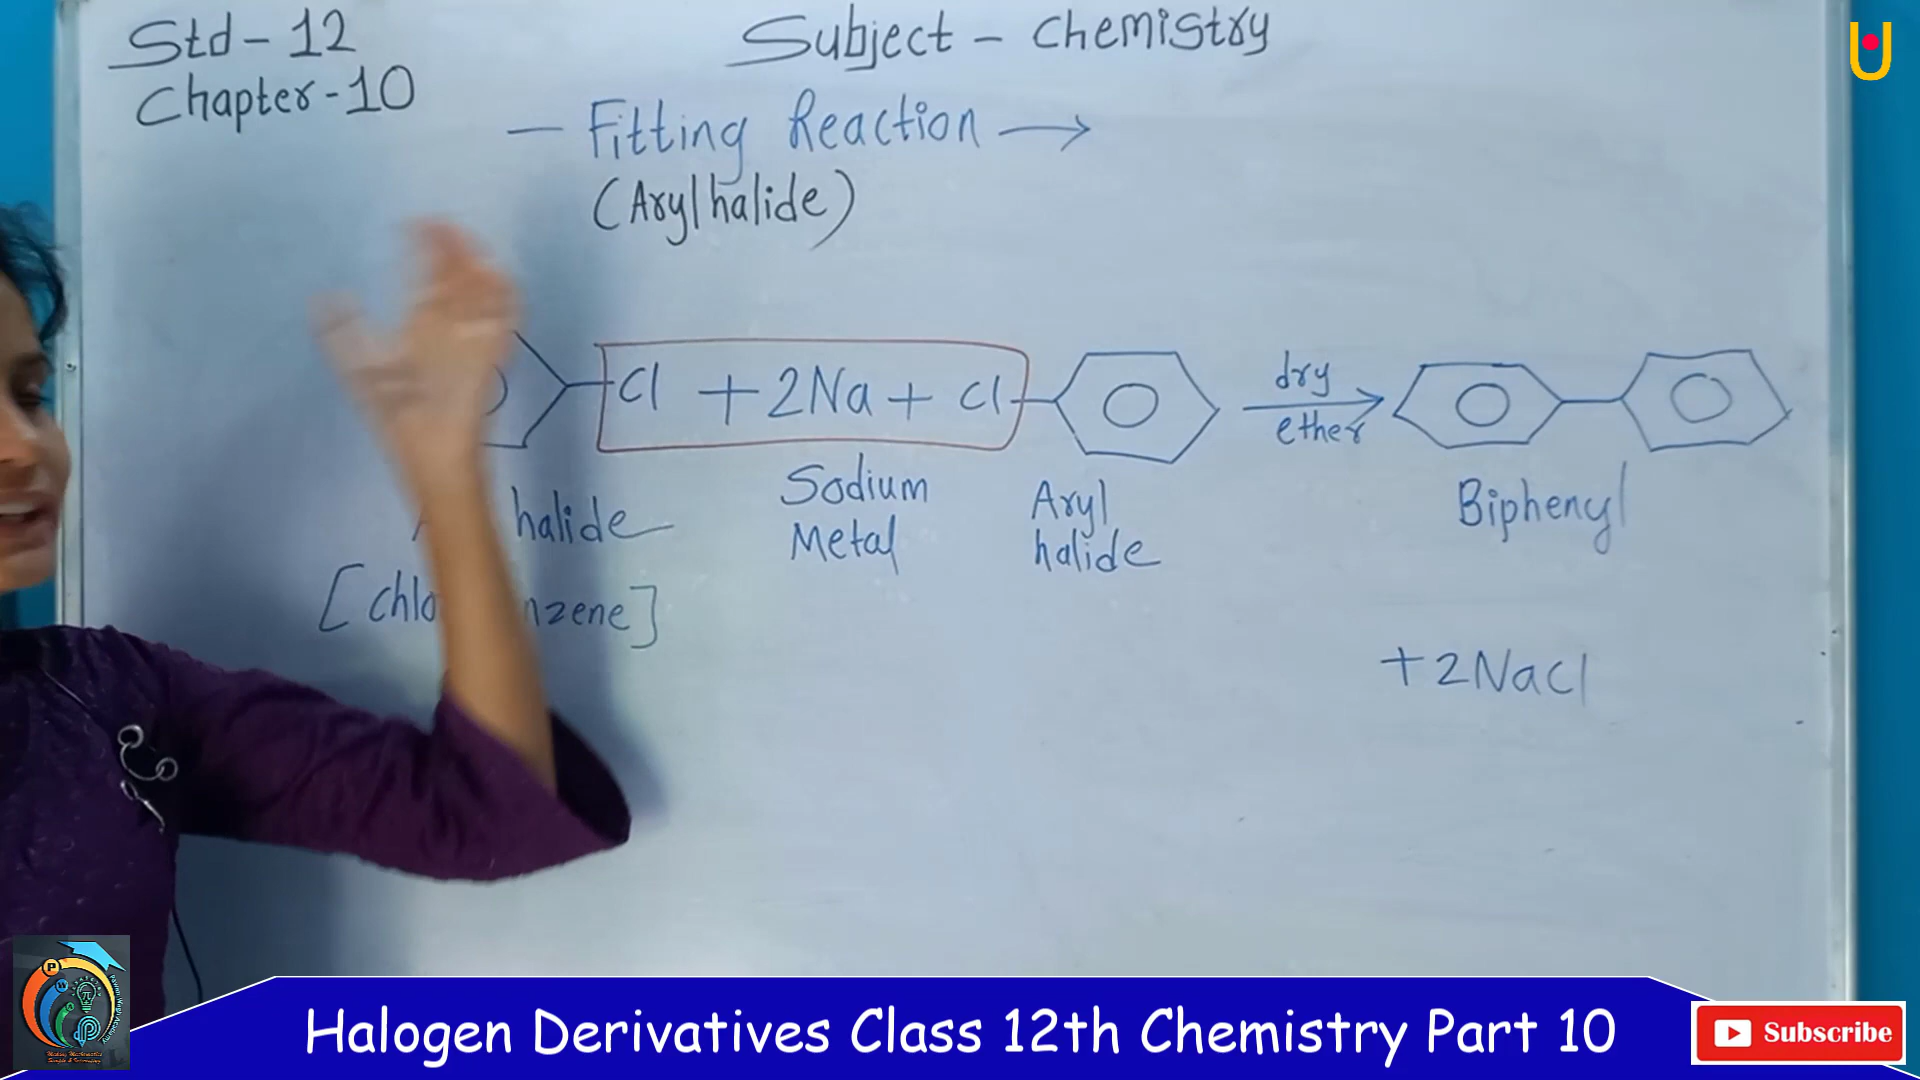 Std - 12
Subject - Chemistry
Chapter - 10
— Fitting Reaction →
(Arylhalide)
Cl + 2Na + Cl
dry
ether
halide
Sodium
Metal
Aryl
halide
Biphenyl
+ 2NaCl
Halogen Derivatives Class 12th Chemistry Part 10
Subscribe